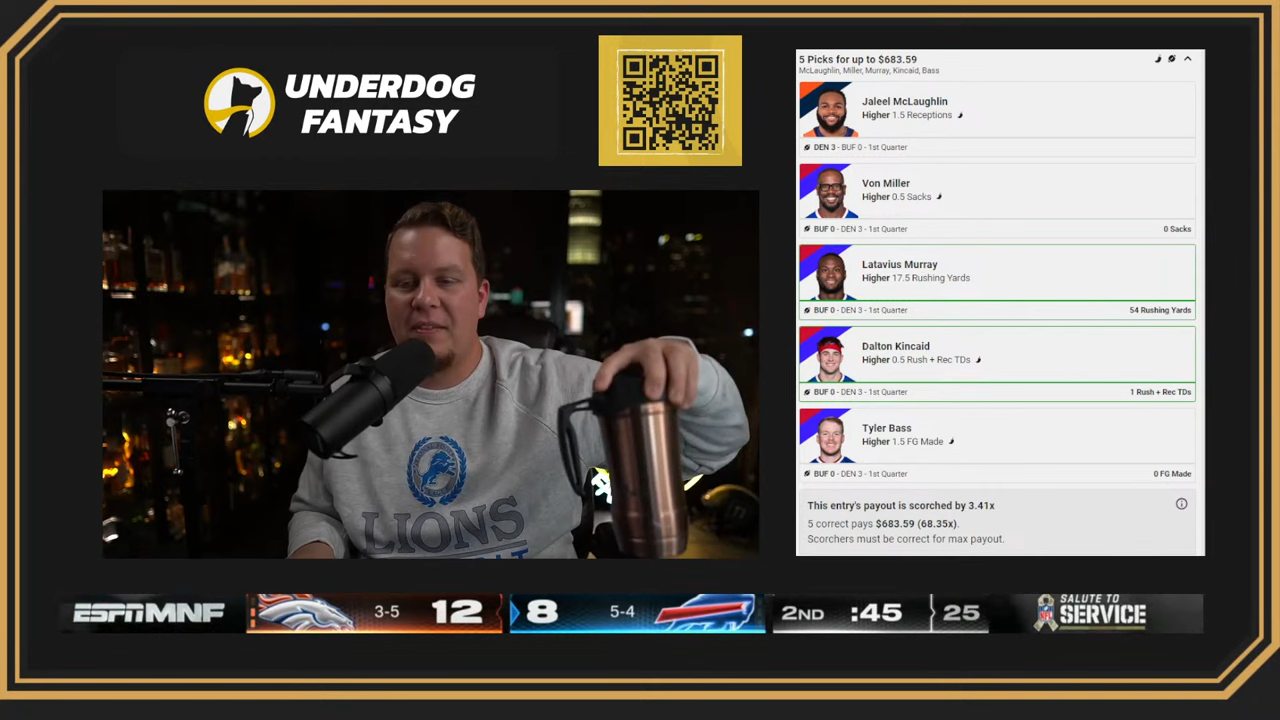 UNDERDOG
FANTASY
5 Picks for up to $683.59
McLaughlin, Miller, Murray, Kincaid, Bass
Jaleel McLaughlin
Higher 1.5 Receptions
DEN 3 - BUF 0 - 1st Quarter
Von Miller
Higher 0.5 Sacks
BUF 0 - DEN 3 - 1st Quarter
0 Sacks
Latavius Murray
Higher 17.5 Rushing Yards
BUF 0 - DEN 3 - 1st Quarter
54 Rushing Yards
Dalton Kincaid
Higher 0.5 Rush + Rec TDs
BUF 0 - DEN 3 - 1st Quarter
1 Rush + Rec TDs
Tyler Bass
Higher 1.5 FG Made
BUF 0 - DEN 3 - 1st Quarter
0 FG Made
This entry's payout is scorched by 3.41x
5 correct pays $683.59 (68.35x).
Scorchers must be correct for max payout.
LIONS
ESPN MNF
3-5
12
8
5-4
2ND
:45
25
NFL
SALUTE TO
SERVICE